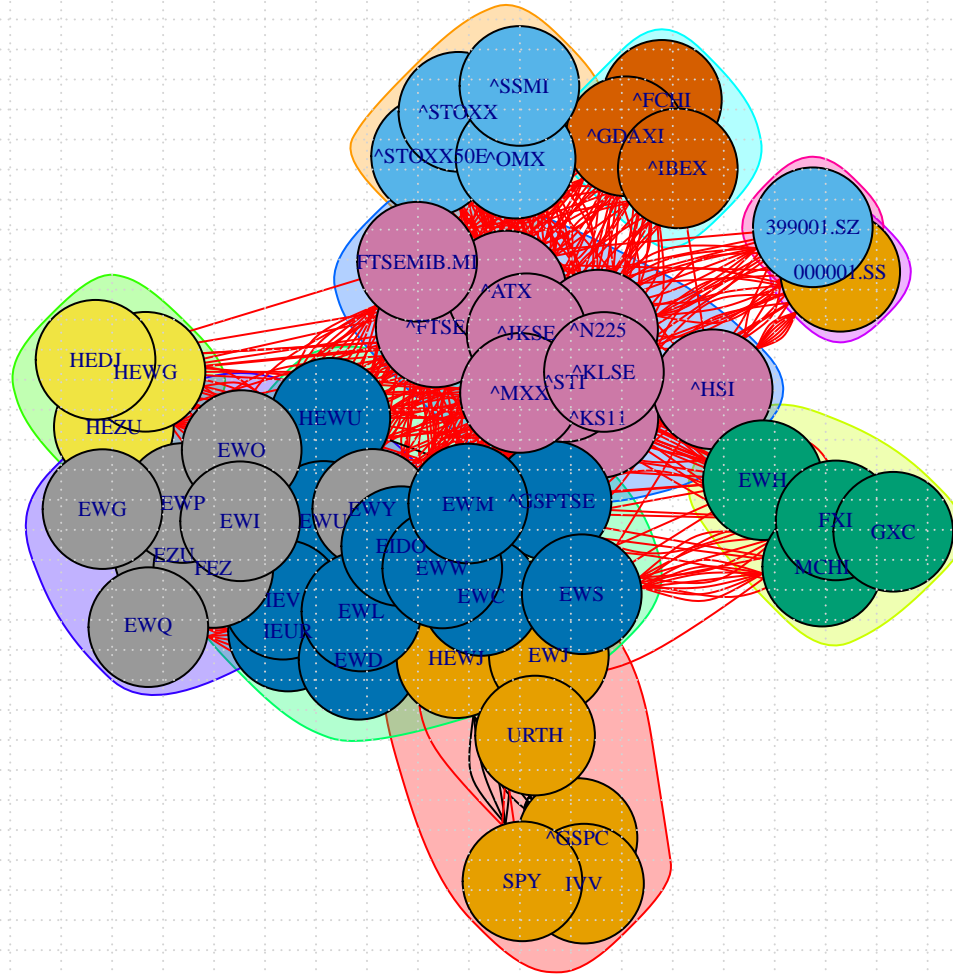 ^SSMI
^FCHI
^STOXX
^GDAXI
^STOXX50E
^OMX
^IBEX
399001.SZ
FTSEMIB.MI
000001.SS
^ATX
^FTSE
^JKSE
^N225
HEDJ
HEWG
^STI
^KLSE
^MXX
^HSI
HEZU
HEWU
^KS11
EWO
EWH
EWP
EWM
^GSPTSE
EWG
EWI
EWU
EWY
FXI
GXC
EIDO
EZU
FEZ
EWW
MCHI
IEV
EWL
EWC
EWS
EWQ
IEUR
EWD
HEWJ
EWJ
URTH
^GSPC
SPY
IVV